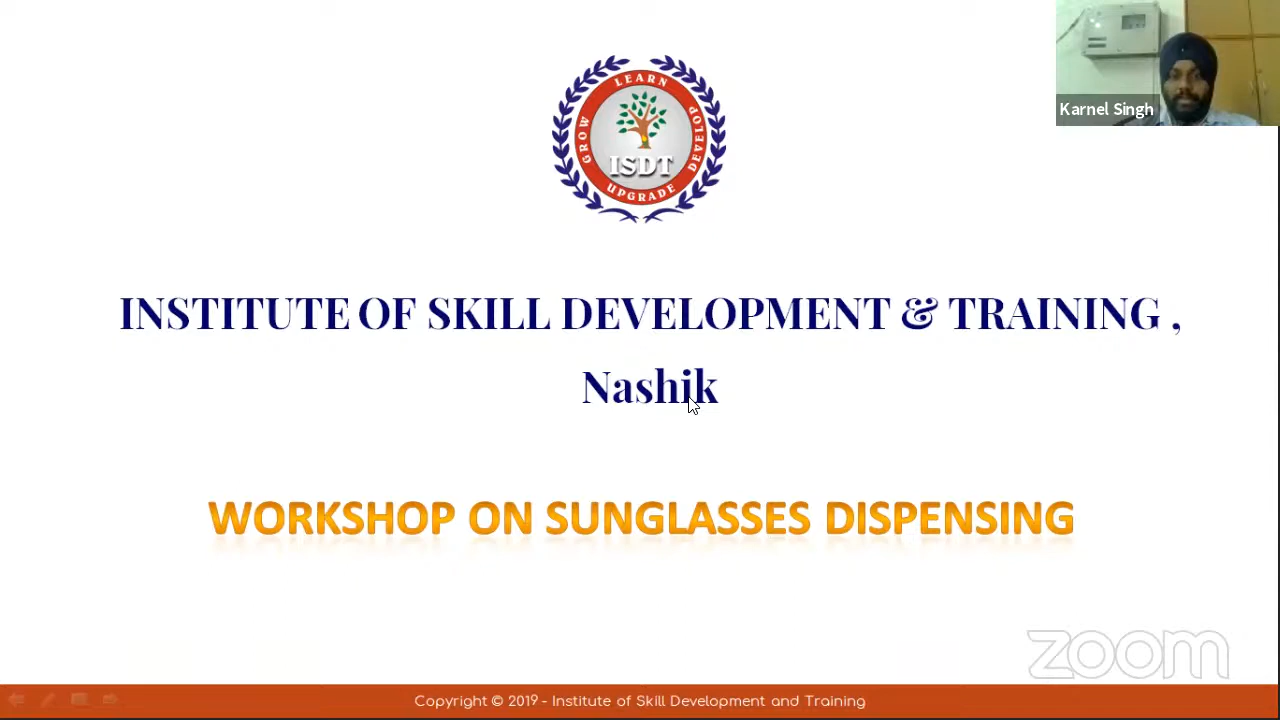 Karnel Singh
LEARN
GROW
DEVELOP
ISDT
UPGRADE
INSTITUTE OF SKILL DEVELOPMENT & TRAINING ,
Nashik
WORKSHOP ON SUNGLASSES DISPENSING
zoom
Copyright © 2019 - Institute of Skill Development and Training